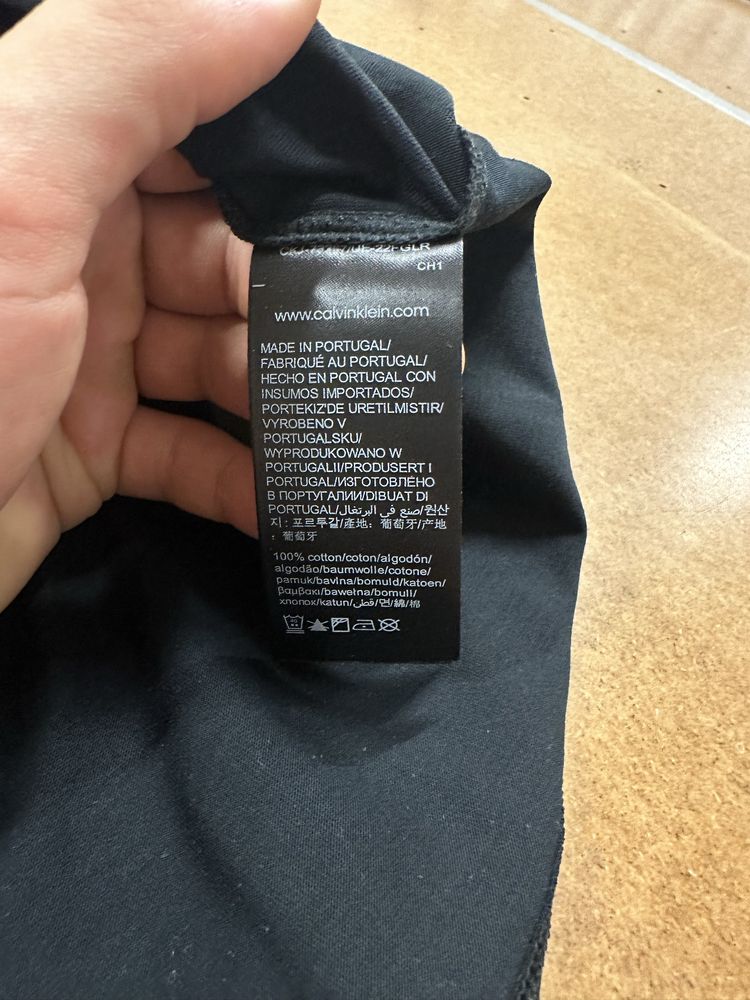 CH1
www.calvinklein.com
MADE IN PORTUGAL/
FABRIQUÉ AU PORTUGAL/
HECHO EN PORTUGAL CON
INSUMOS IMPORTADOS/
PORTEKIZ'DE URETILMISTIR/
VYROBENO V
PORTUGALSKU/
WYPRODUKOWANO W
PORTUGALII/PRODUSERT I
PORTUGAL/ИЗГОТОВЛЕНО
В ПОРТУГАЛИИ/DIBUAT DI
PORTUGAL/صنع في البرتغال/원산
지: 포르투갈/產地: 葡萄牙/产地
: 葡萄牙
100% cotton/coton/algodón/
algodão/baumwolle/cotone/
pamuk/bavlna/bomuld/katoen/
βαμβακι/bawełna/bomull/
хлопок/katun/قطن/면/綿/棉
40